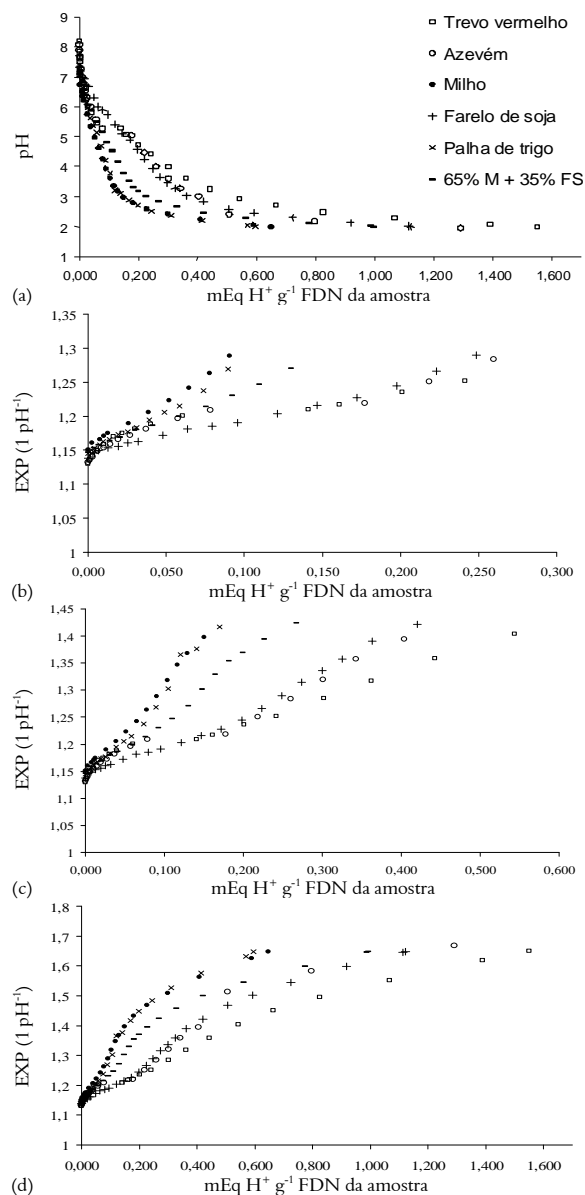 9
8
7
6
5
4
3
2
1
pH
Trevo vermelho
Azevém
Milho
Farelo de soja
Palha de trigo
65% M + 35% FS
0,000 0,200 0,400 0,600 0,800 1,000 1,200 1,400 1,600
(a) mEq H⁺ g⁻¹ FDN da amostra
1,35
1,3
1,25
1,2
1,15
1,1
1,05
1
EXP (1 pH⁻¹)
0,000 0,050 0,100 0,150 0,200 0,250 0,300
(b) mEq H⁺ g⁻¹ FDN da amostra
1,45
1,4
1,35
1,3
1,25
1,2
1,15
1,1
1,05
1
EXP (1 pH⁻¹)
0,000 0,100 0,200 0,300 0,400 0,500 0,600
(c) mEq H⁺ g⁻¹ FDN da amostra
1,8
1,7
1,6
1,5
1,4
1,3
1,2
1,1
1
EXP (1 pH⁻¹)
0,000 0,200 0,400 0,600 0,800 1,000 1,200 1,400 1,600
(d) mEq H⁺ g⁻¹ FDN da amostra